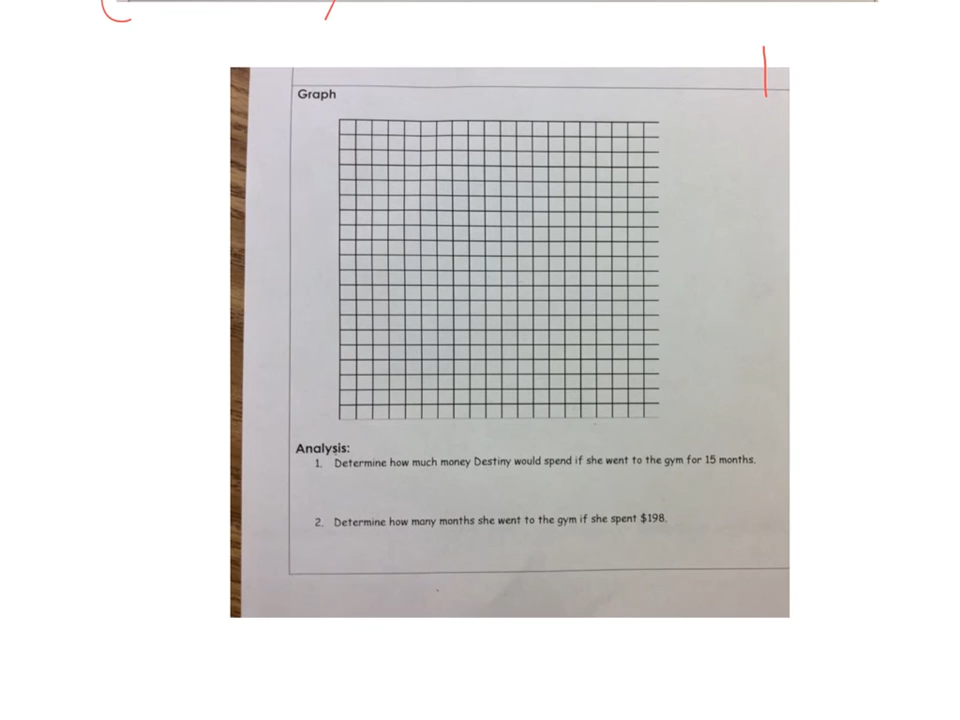 Graph
Analysis:
1. Determine how much money Destiny would spend if she went to the gym for 15 months.
2. Determine how many months she went to the gym if she spent $198.